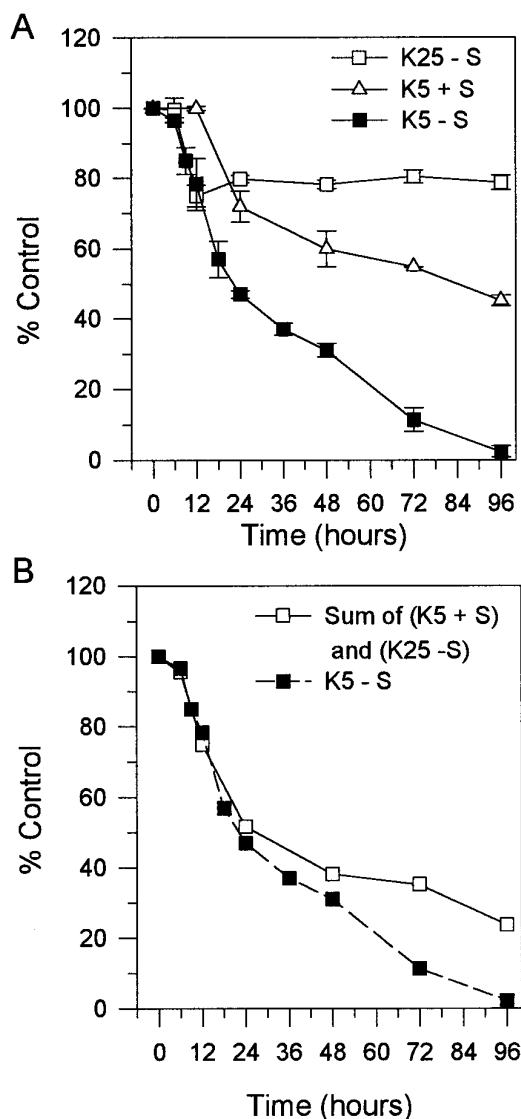 A
120
100
80
60
40
20
0
% Control
K25 - S
K5 + S
K5 - S
0 12 24 36 48 60 72 84 96
Time (hours)
B
120
100
80
60
40
20
0
% Control
Sum of (K5 + S)
and (K25 -S)
K5 - S
0 12 24 36 48 60 72 84 96
Time (hours)